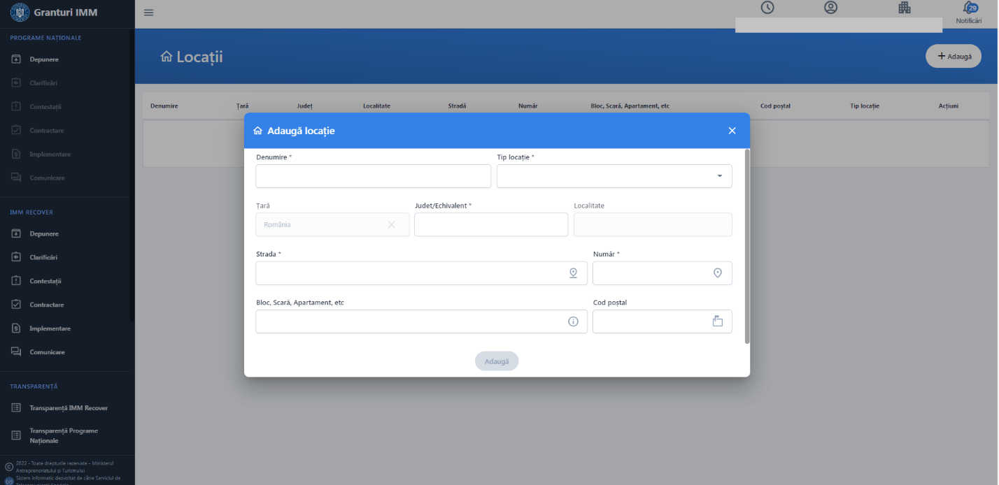 Granturi IMM
29
Notificări
PROGRAME NAȚIONALE
Depunere
Clarificări
Contestații
Contractare
Implementare
Comunicare
IMM RECOVER
Depunere
Clarificări
Contestații
Contractare
Implementare
Comunicare
TRANSPARENȚĂ
Transparență IMM Recover
Transparență Programe
Naționale
2022 - Toate drepturile rezervate - Ministerul
Antreprenoriatului și Turismului
Sistem informatic dezvoltat de către Serviciul de
Locații
Adaugă
Denumire Țară Județ Localitate Stradă Număr Bloc, Scară, Apartament, etc Cod poștal Tip locație Acțiuni
Adaugă locație
Denumire * Tip locație *
Țară Judet/Echivalent * Localitate
România
Strada * Număr *
Bloc, Scară, Apartament, etc Cod poștal
Adaugă